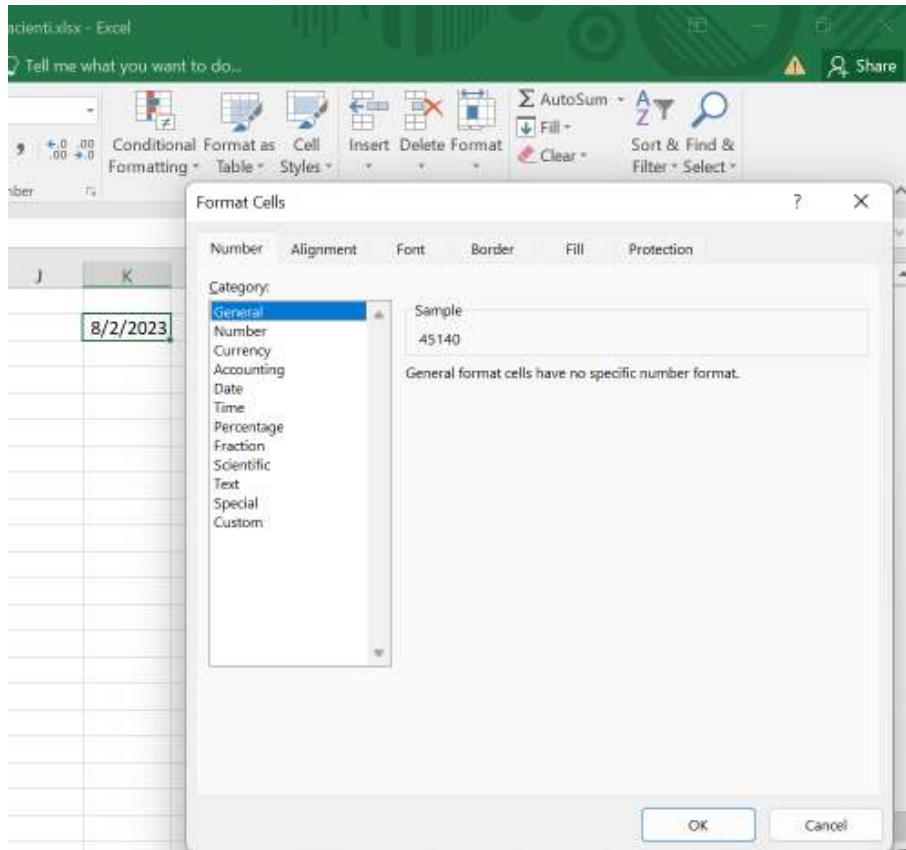 acienti.xlsx - Excel
Tell me what you want to do...
Share
Conditional Formatting
Format as Table
Cell Styles
Insert
Delete
Format
AutoSum
Fill
Clear
Sort & Filter
Find & Select
Format Cells
? X
Number Alignment Font Border Fill Protection
J K
8/2/2023
Category:
General
Number
Currency
Accounting
Date
Time
Percentage
Fraction
Scientific
Text
Special
Custom
Sample
45140
General format cells have no specific number format.
OK Cancel